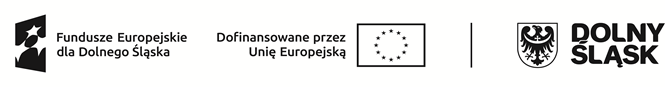 Fundusze Europejskie
dla Dolnego Śląska
Dofinansowane przez
Unię Europejską
DOLNY
ŚLĄSK